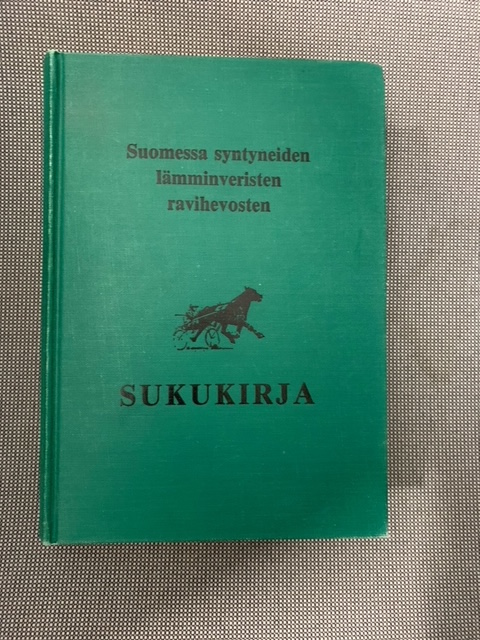 Suomessa syntyneiden
lämminveristen
ravihevosten
SUKUKIRJA